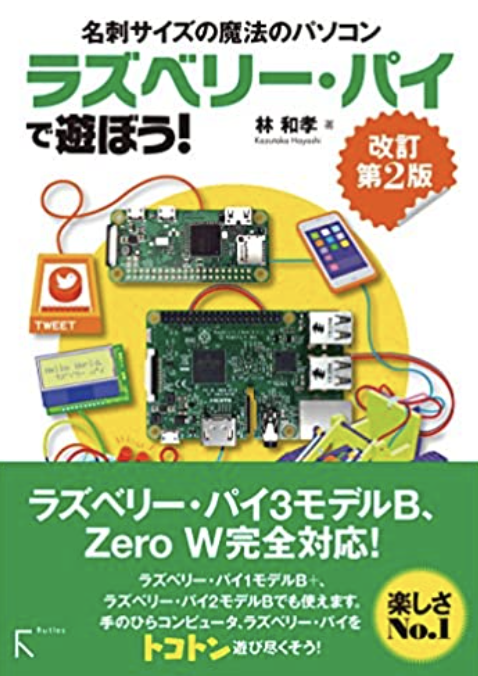 名刺サイズの魔法のパソコン
ラズベリー・パイ
で遊ぼう!
林 和孝 著
Kazutaka Hayashi
改訂
第2版
TWEET
Hello World
ラズベリー・パイ3モデルB、
Zero W完全対応!
ラズベリー・パイ1モデルB+、
ラズベリー・パイ2モデルBでも使えます。
手のひらコンピュータ、ラズベリー・パイを
トコトン遊び尽くそう!
楽しさ
No.1
Rutles